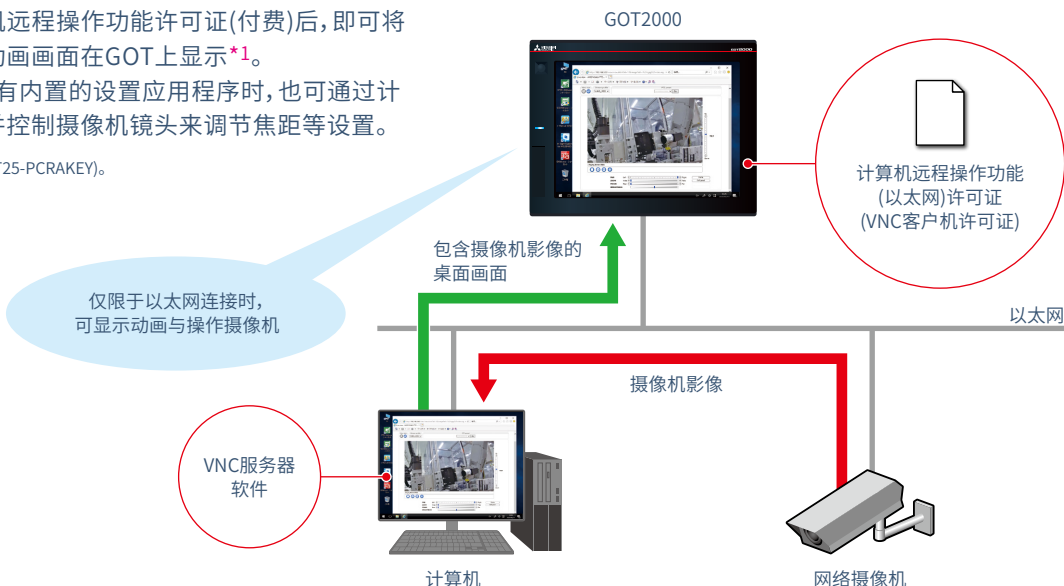 机远程操作功能许可证(付费)后,即可将
动画画面在GOT上显示*1。
有内置的设置应用程序时,也可通过计
控制摄像机镜头来调节焦距等设置。
T25-PCRAKEY)。
GOT2000
计算机远程操作功能
(以太网)许可证
(VNC客户机许可证)
包含摄像机影像的
桌面画面
仅限于以太网连接时,
可显示动画与操作摄像机
以太网
摄像机影像
VNC服务器
软件
计算机
网络摄像机